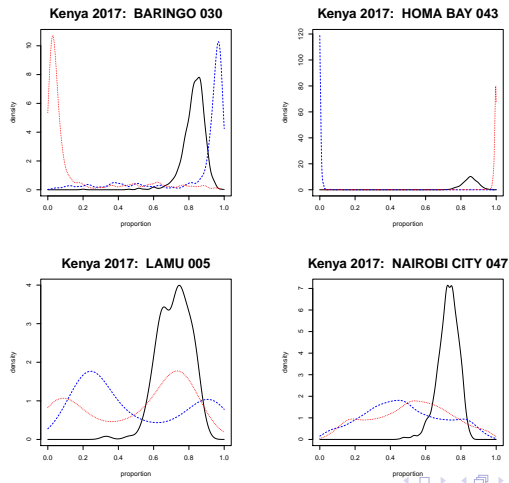 Kenya 2017: BARINGO 030
density
0 2 4 6 8 10
0.0 0.2 0.4 0.6 0.8 1.0
proportion
Kenya 2017: HOMA BAY 043
density
0 20 40 60 80 100 120
0.0 0.2 0.4 0.6 0.8 1.0
proportion
Kenya 2017: LAMU 005
density
0 1 2 3 4
0.0 0.2 0.4 0.6 0.8 1.0
proportion
Kenya 2017: NAIROBI CITY 047
density
0 1 2 3 4 5 6 7
0.0 0.2 0.4 0.6 0.8 1.0
proportion